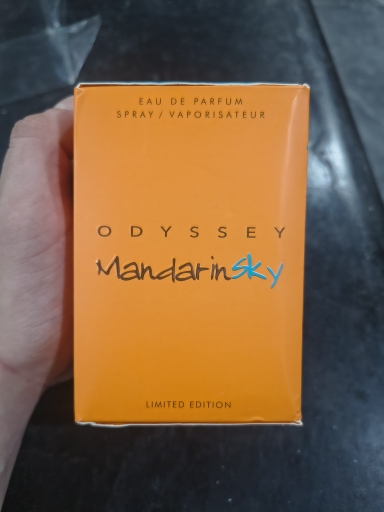 EAU DE PARFUM
SPRAY / VAPORISATEUR
ODYSSEY
MandarinSky
LIMITED EDITION